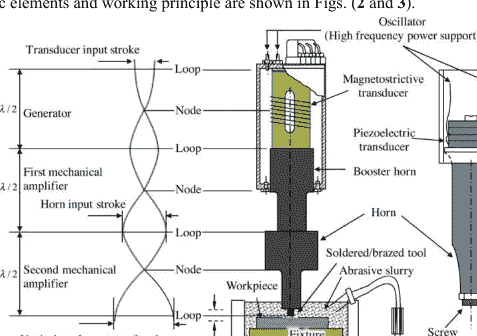 c elements and working principle are shown in Figs. (2 and 3).
Oscillator
(High frequency power support
Transducer input stroke
Loop
Magnetostrictive
transducer
λ/2
Generator
Node
Piezoelectric
transducer
Loop
First mechanical
amplifier
Booster horn
λ/2
Node
Horn input stroke
Horn
Loop
Soldered/brazed tool
Abrasive slurry
Second mechanical
amplifier
λ/2
Node
Workpiece
Loop
Fixture
Screw